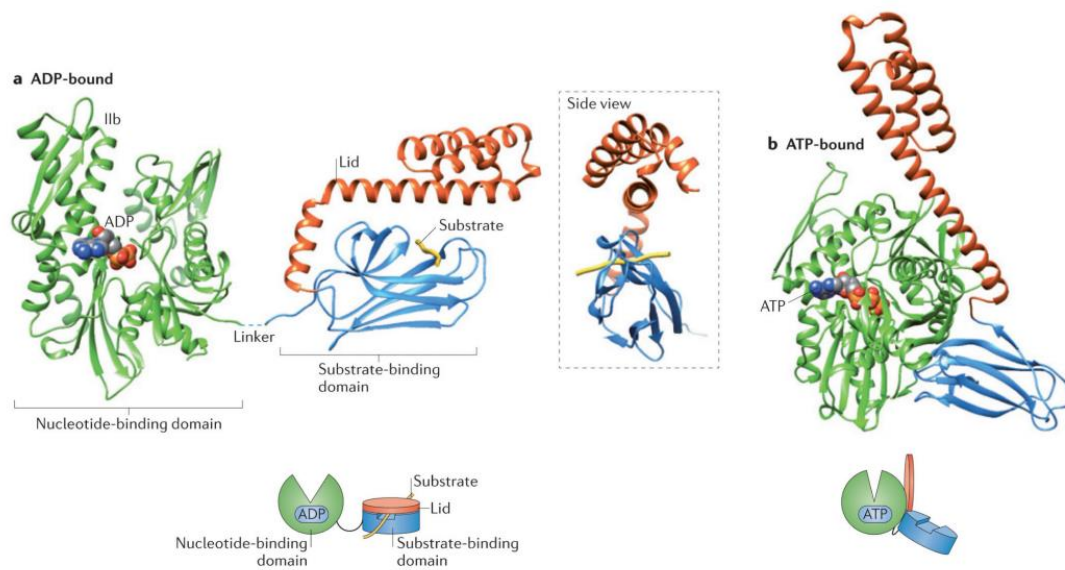 a ADP-bound
IIb
ADP
Lid
Substrate
Linker
Substrate-binding
domain
Nucleotide-binding domain
Side view
b ATP-bound
ATP
Substrate
Lid
ADP
Nucleotide-binding
domain
Substrate-binding
domain
ATP